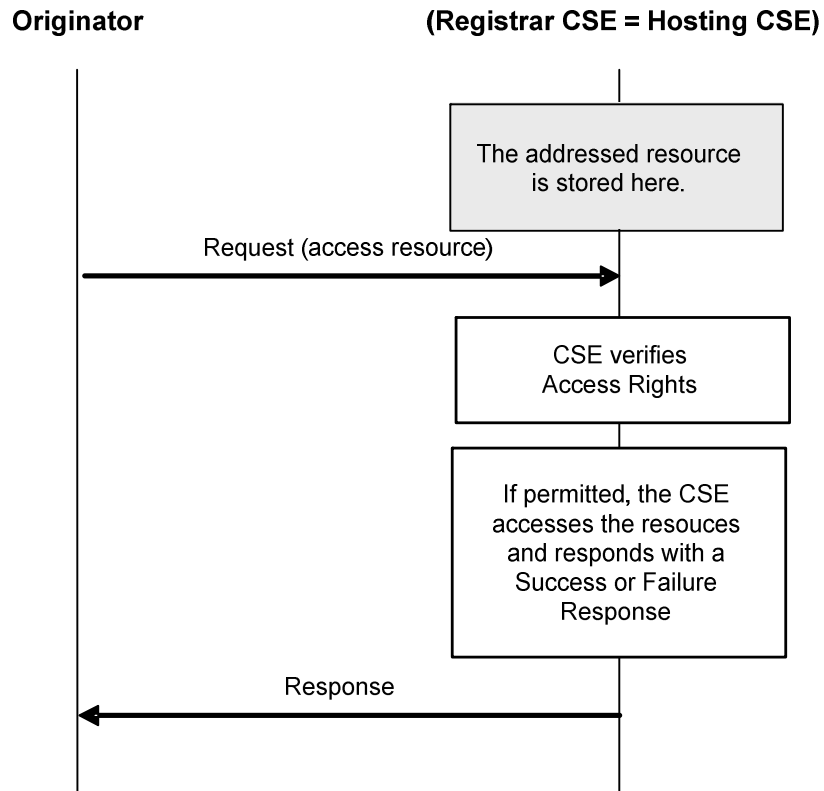 Originator
(Registrar CSE = Hosting CSE)
The addressed resource
is stored here.
Request (access resource)
CSE verifies
Access Rights
If permitted, the CSE
accesses the resouces
and responds with a
Success or Failure
Response
Response